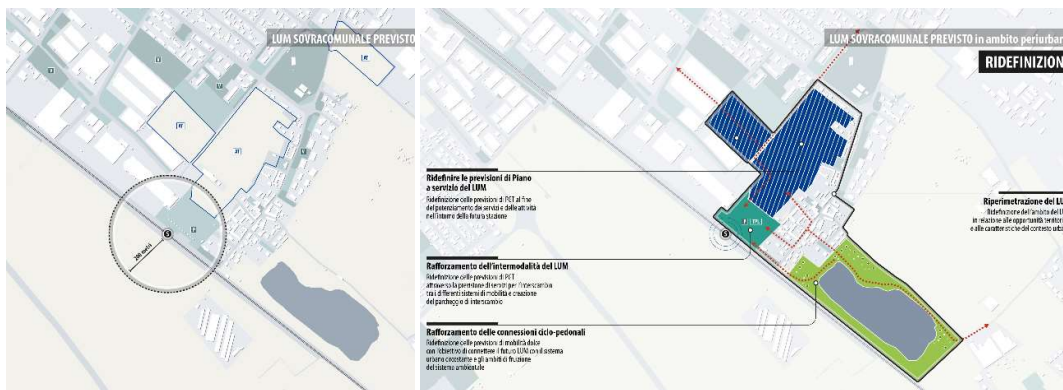 LUM SOVRACOMUNALE PREVISTO
200 metri
S
P
LUM SOVRACOMUNALE PREVISTO in ambito periurban
RIDEFINIZION
Ridefinire le previsioni di Piano
a servizio del LUM
Ridefinizione delle previsioni di PGT al fine
del potenziamento dei servizi e delle attività
nell'intorno della futura stazione
S
Rafforzamento dell'intermodalità del LUM
Ridefinizione delle previsioni di PGT
attraverso la previsione di servizi per l'interscambio
tra i differenti sistemi di mobilità e creazione
del parcheggio di interscambio
Rafforzamento delle connessioni ciclo-pedonali
Ridefinizione delle previsioni di mobilità dolce
con l'obiettivo di connettere il futuro LUM con il sistema
urbano circostante e gli ambiti di fruizione
del sistema ambientale
Riperimetrazione del LU
Ridefinizione dell'ambito del LU
in relazione alle opportunità territori
e alle caratteristiche del contesto urba